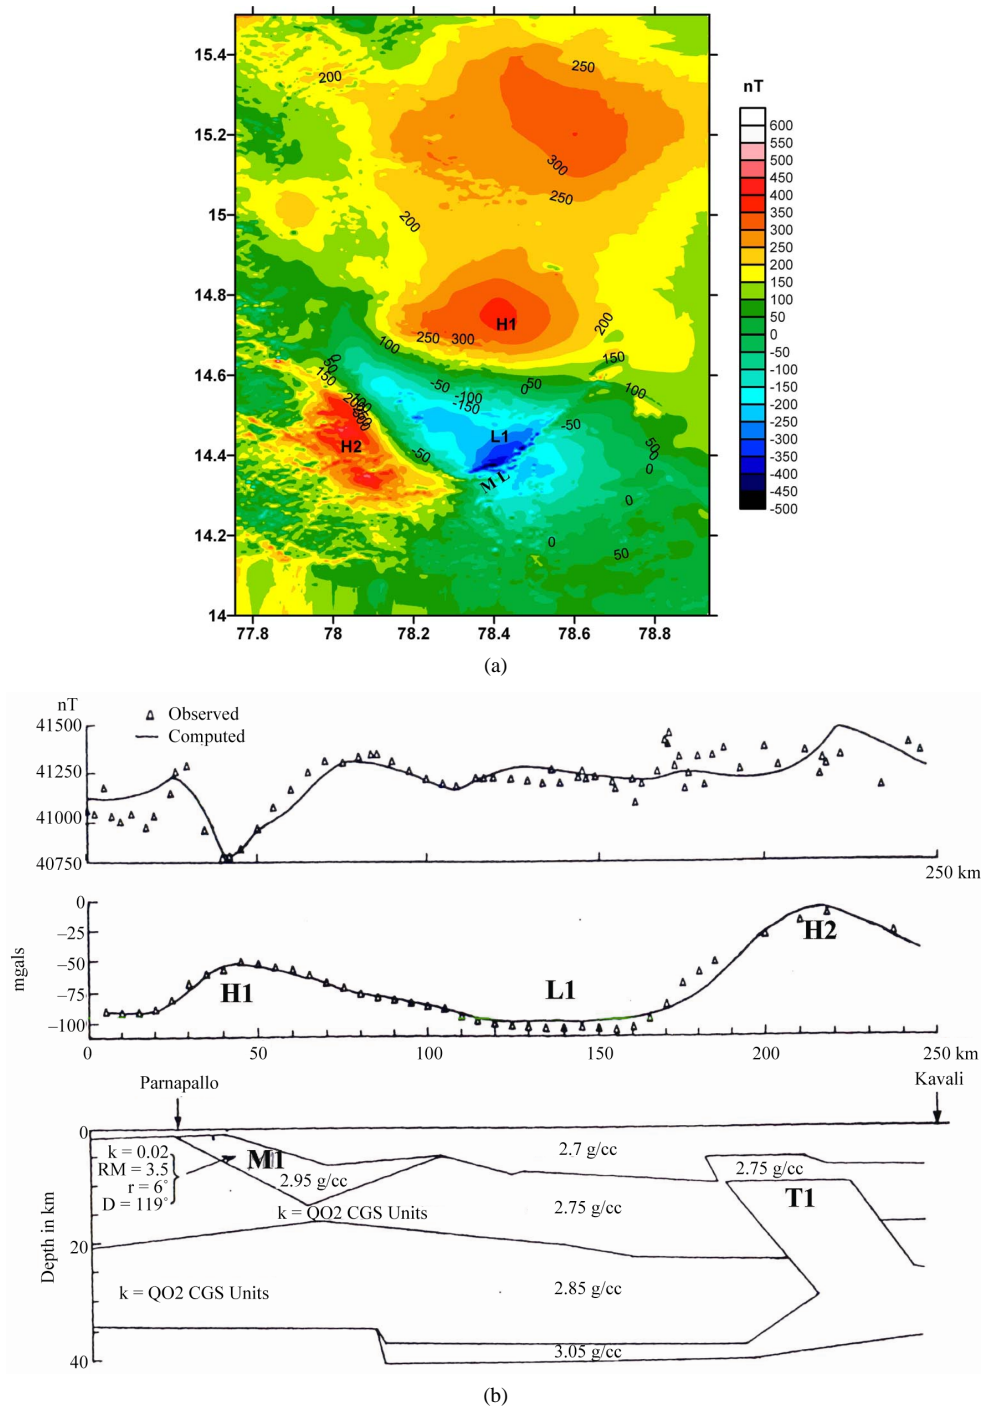 15.4
15.2
15
14.8
14.6
14.4
14.2
14
77.8 78 78.2 78.4 78.6 78.8
200
250
300
250
200
H1
250 300
200
100
150
0
50
150
100
-50 -100
-150
0 50
-50
L1
H2
-50
M L
50
0
0
0
0
50
nT
600
550
500
450
400
350
300
250
200
100
50
0
-50
-100
-150
-200
-250
-300
-350
-400
-450
-500
(a)
nT
41500
41250
41000
40750
Observed
Computed
250 km
mgals
0
−25
−50
−75
−100
H1
L1
H2
0 50 100 150 200 250 km
Parnapallo
Kavali
Depth in km
0
20
40
k = 0.02
RM = 3.5
r = 6°
D = 119°
M1
2.95 g/cc
k = QO2 CGS Units
2.7 g/cc
2.75 g/cc
2.75 g/cc
T1
k = QO2 CGS Units
2.85 g/cc
3.05 g/cc
(b)